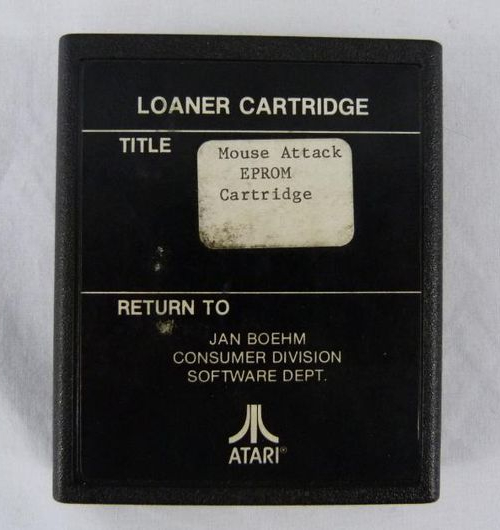 LOANER CARTRIDGE
TITLE
Mouse Attack
EPROM
Cartridge
RETURN TO
JAN BOEHM
CONSUMER DIVISION
SOFTWARE DEPT.
ATARI®